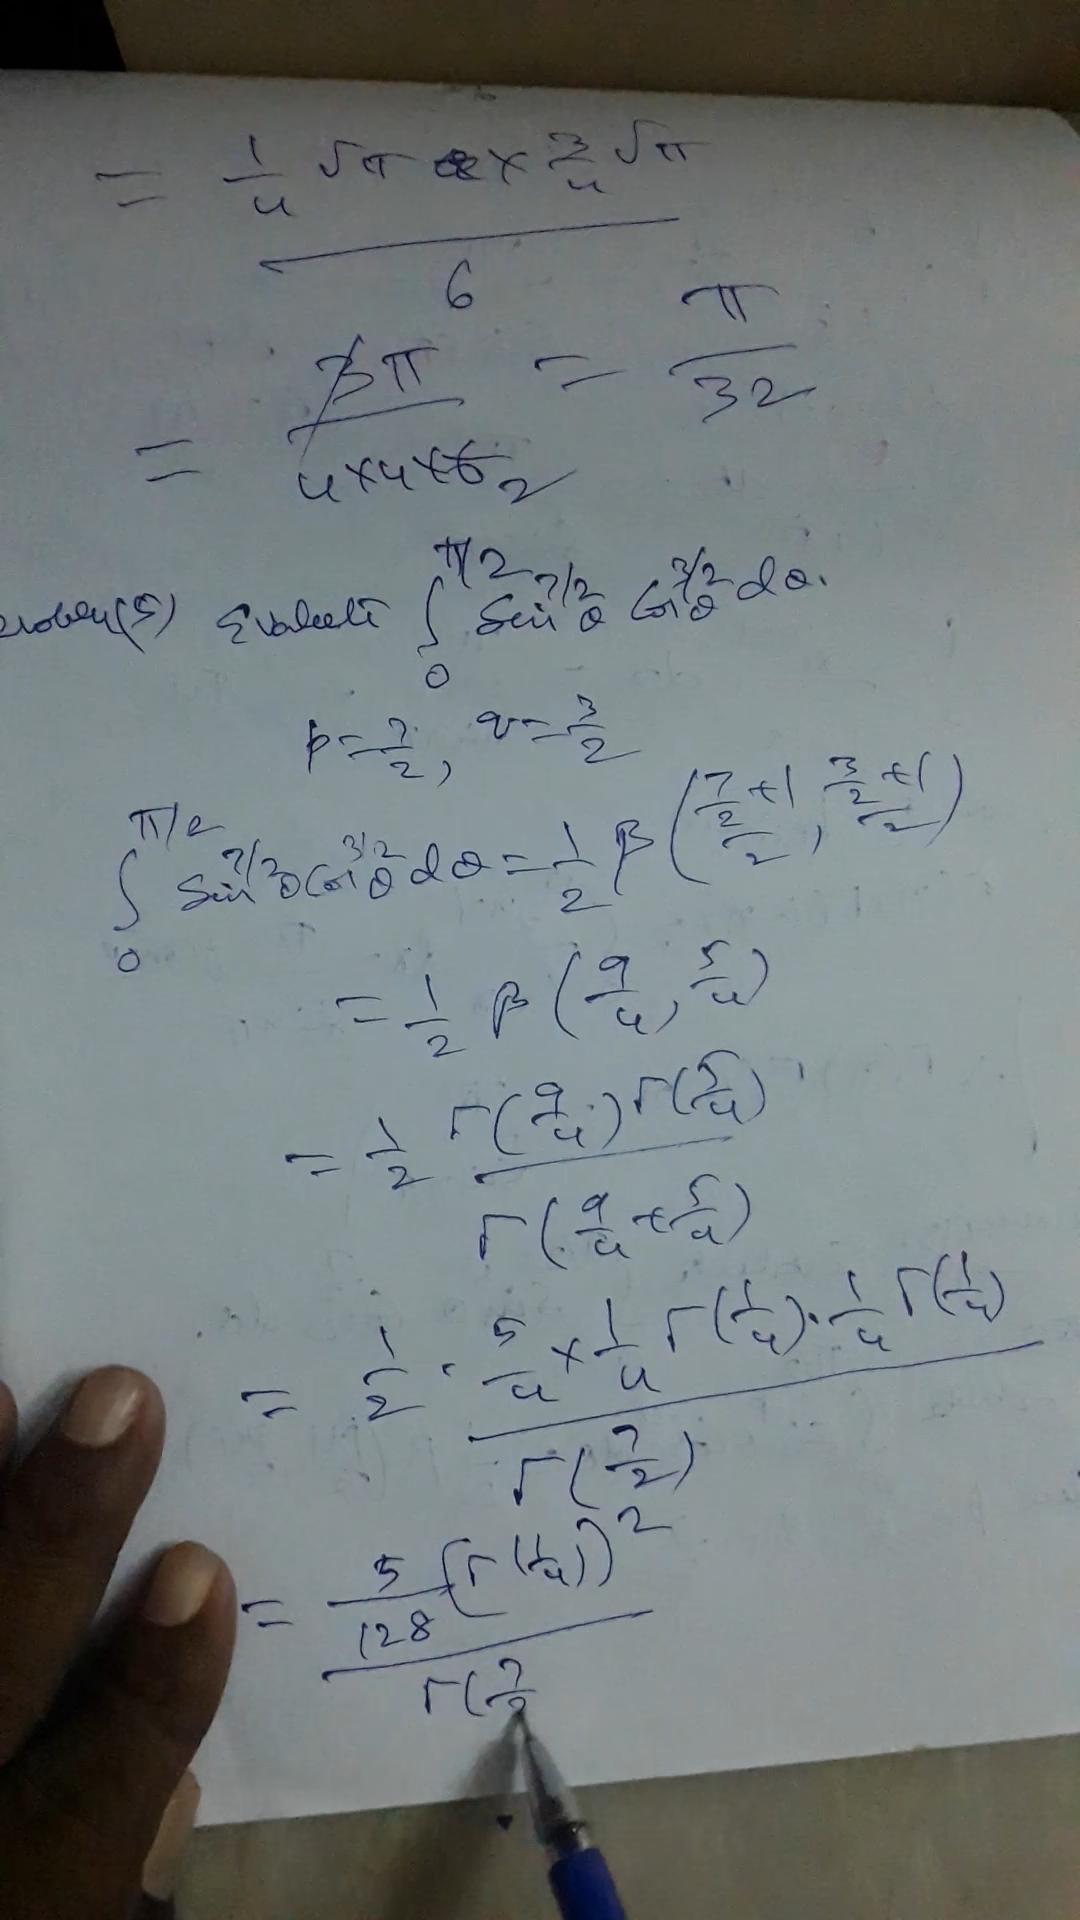 = 1/4 √π × 3/4 √π / 6
= 3π / 4×4×6 2 = π / 32
(5) Evaluate ∫₀^π/2 Sin^7/2 θ Cos^3/2 θ dθ.
p = 7/2, q = 3/2
∫₀^π/2 Sin^7/2 θ Cos^3/2 θ dθ = 1/2 β ( (7/2 +1)/2 , (3/2 +1)/2 )
= 1/2 β ( 9/4 , 5/4 )
= 1/2 Γ(9/4) Γ(5/4) / Γ( 9/4 + 5/4 )
= 1/2 · 5/4 × 1/4 Γ(1/4) · 1/4 Γ(1/4) / Γ(7/2)
= 5/128 (Γ(1/4))² / Γ(7/2